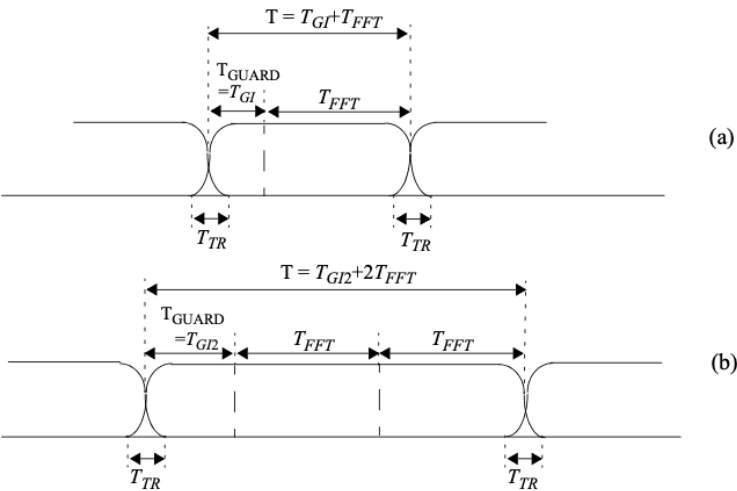 T = T_GI+T_FFT
T_GUARD
=T_GI
T_FFT
(a)
T_TR
T_TR
T = T_GI2+2T_FFT
T_GUARD
=T_GI2
T_FFT
T_FFT
(b)
T_TR
T_TR